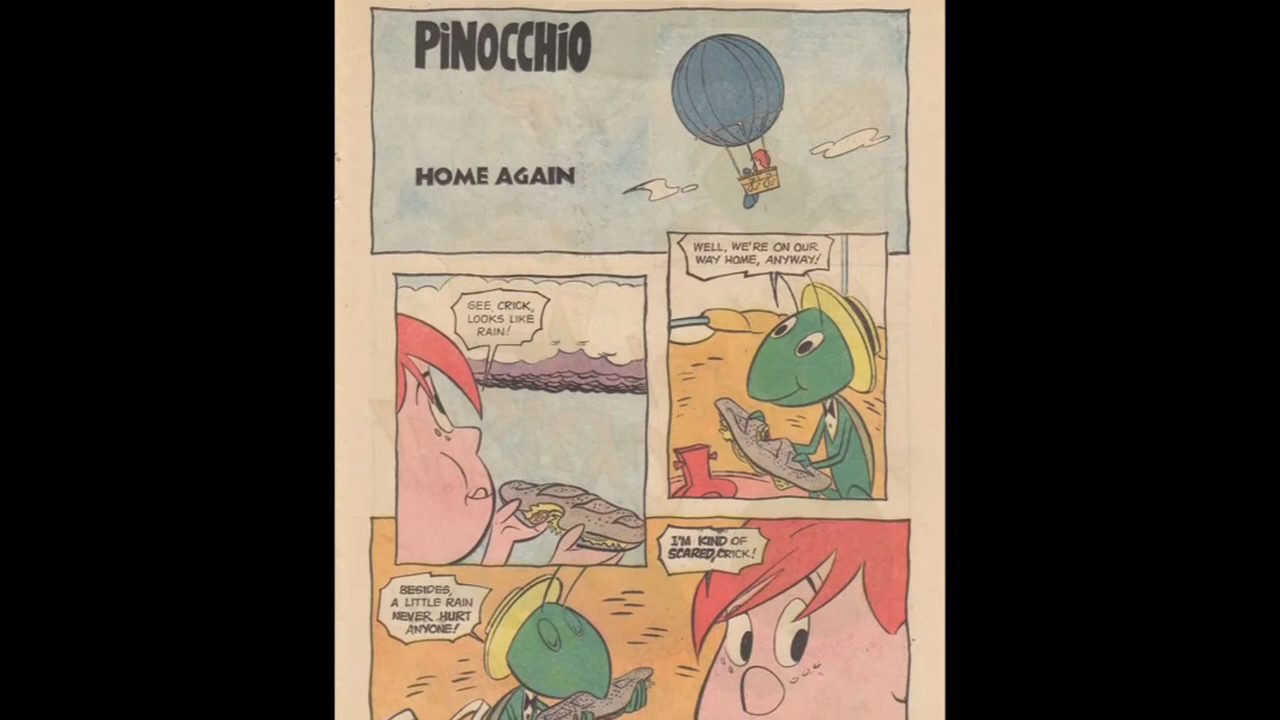 PiNOCCHiO
HOME AGAIN
GEE, CRICK,
LOOKS LIKE
RAIN!
WELL, WE'RE ON OUR
WAY HOME, ANYWAY!
BESIDES,
A LITTLE RAIN
NEVER HURT
ANYONE!
I'M KIND OF
SCARED, CRICK!